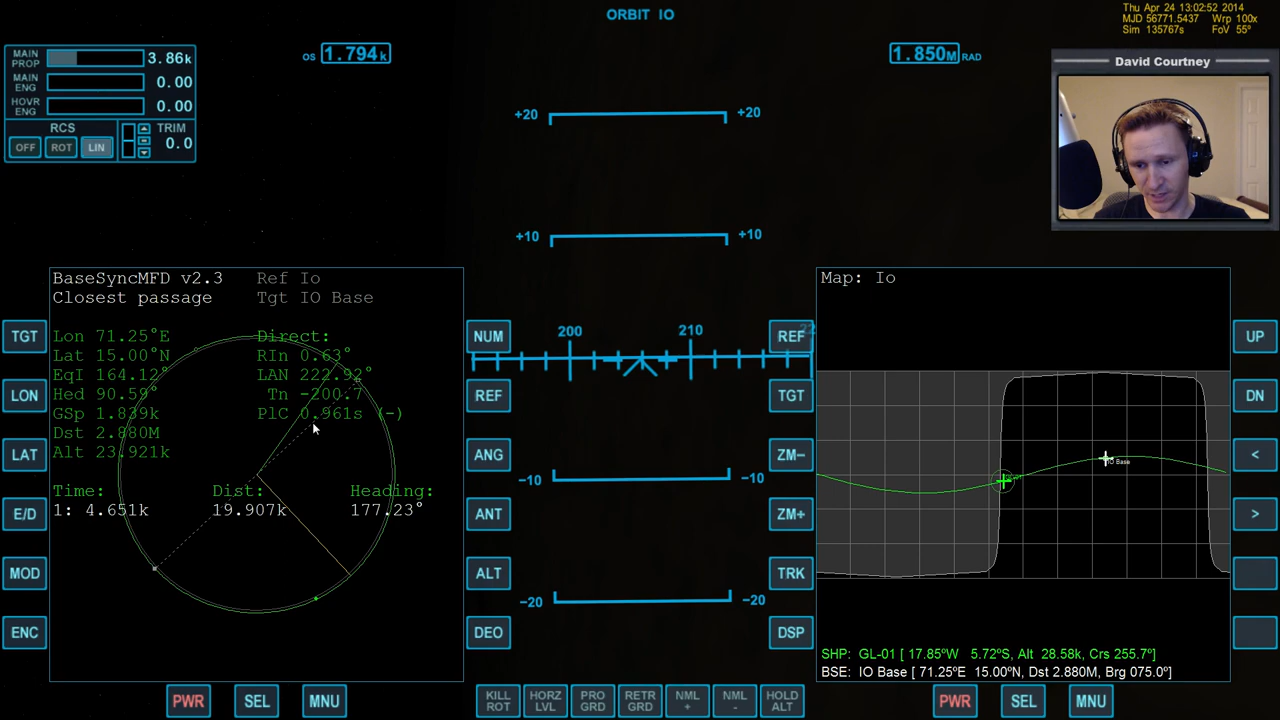 ORBIT IO
Thu Apr 24 13:02:52 2014
MJD 56771.5437 Wrp 100x
Sim 135767s FoV 55°
MAIN PROP 3.86k
MAIN ENG 0.00
HOVR ENG 0.00
RCS TRIM
OFF ROT LIN 0.0
OS 1.794k
1.850M RAD
David Courtney
+20 +20
+10 +10
200 210
-10 -10
-20 -20
BaseSyncMFD v2.3 Ref Io
Closest passage Tgt IO Base
Lon 71.25°E Direct:
Lat 15.00°N RIn 0.63°
EqI 164.12° LAN 222.92°
Hed 90.59° Tn -200.7
GSp 1.839k PlC 0.961s (-)
Dst 2.880M
Alt 23.921k
Time: Dist: Heading:
1: 4.651k 19.907k 177.23°
TGT
LON
LAT
E/D
MOD
ENC
NUM
REF
ANG
ANT
ALT
DEO
PWR SEL MNU
KILL ROT
HORZ LVL
PRO GRD
RETR GRD
NML +
NML -
HOLD ALT
REF
TGT
ZM-
ZM+
TRK
DSP
Map: Io
IO Base
SHP: GL-01 [ 17.85°W 5.72°S, Alt 28.58k, Crs 255.7°]
BSE: IO Base [ 71.25°E 15.00°N, Dst 2.880M, Brg 075.0°]
UP
DN
<
>
PWR SEL MNU